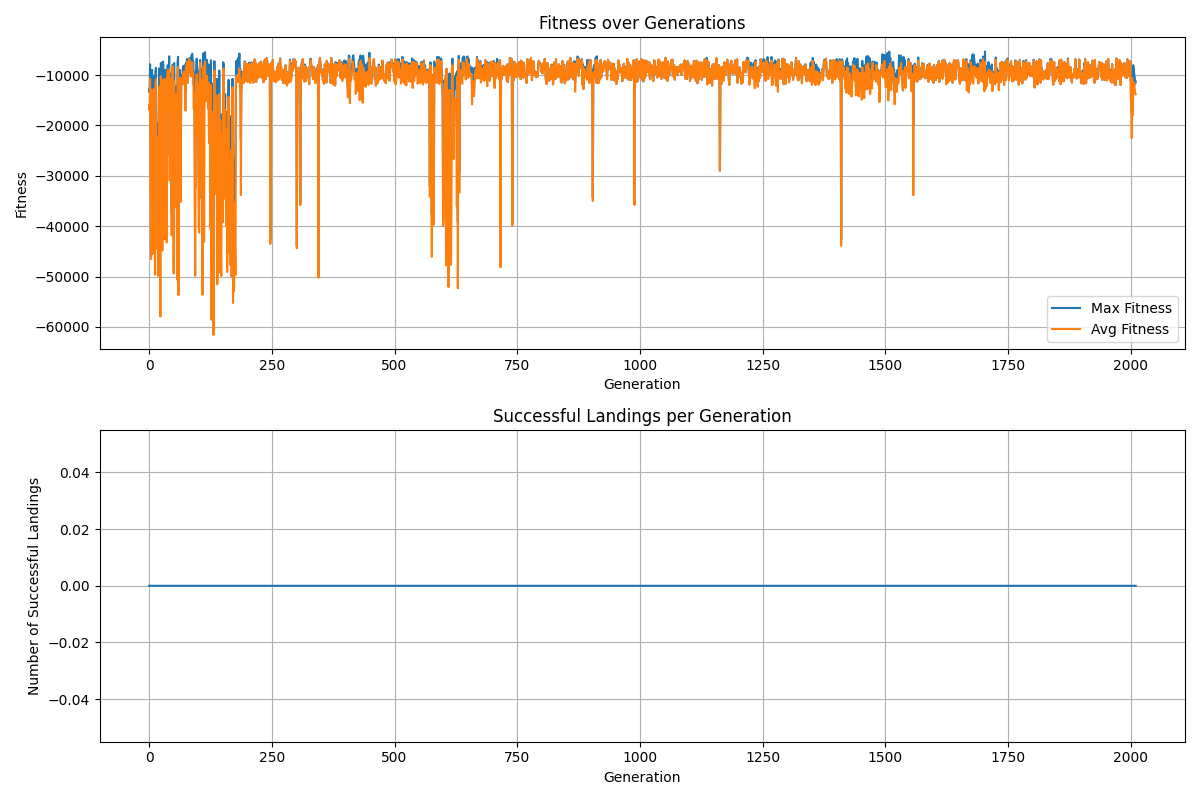 Fitness over Generations
Fitness
−10000
−20000
−30000
−40000
−50000
−60000
Max Fitness
Avg Fitness
0 250 500 750 1000 1250 1500 1750 2000
Generation
Successful Landings per Generation
Number of Successful Landings
0.04
0.02
0.00
−0.02
−0.04
0 250 500 750 1000 1250 1500 1750 2000
Generation